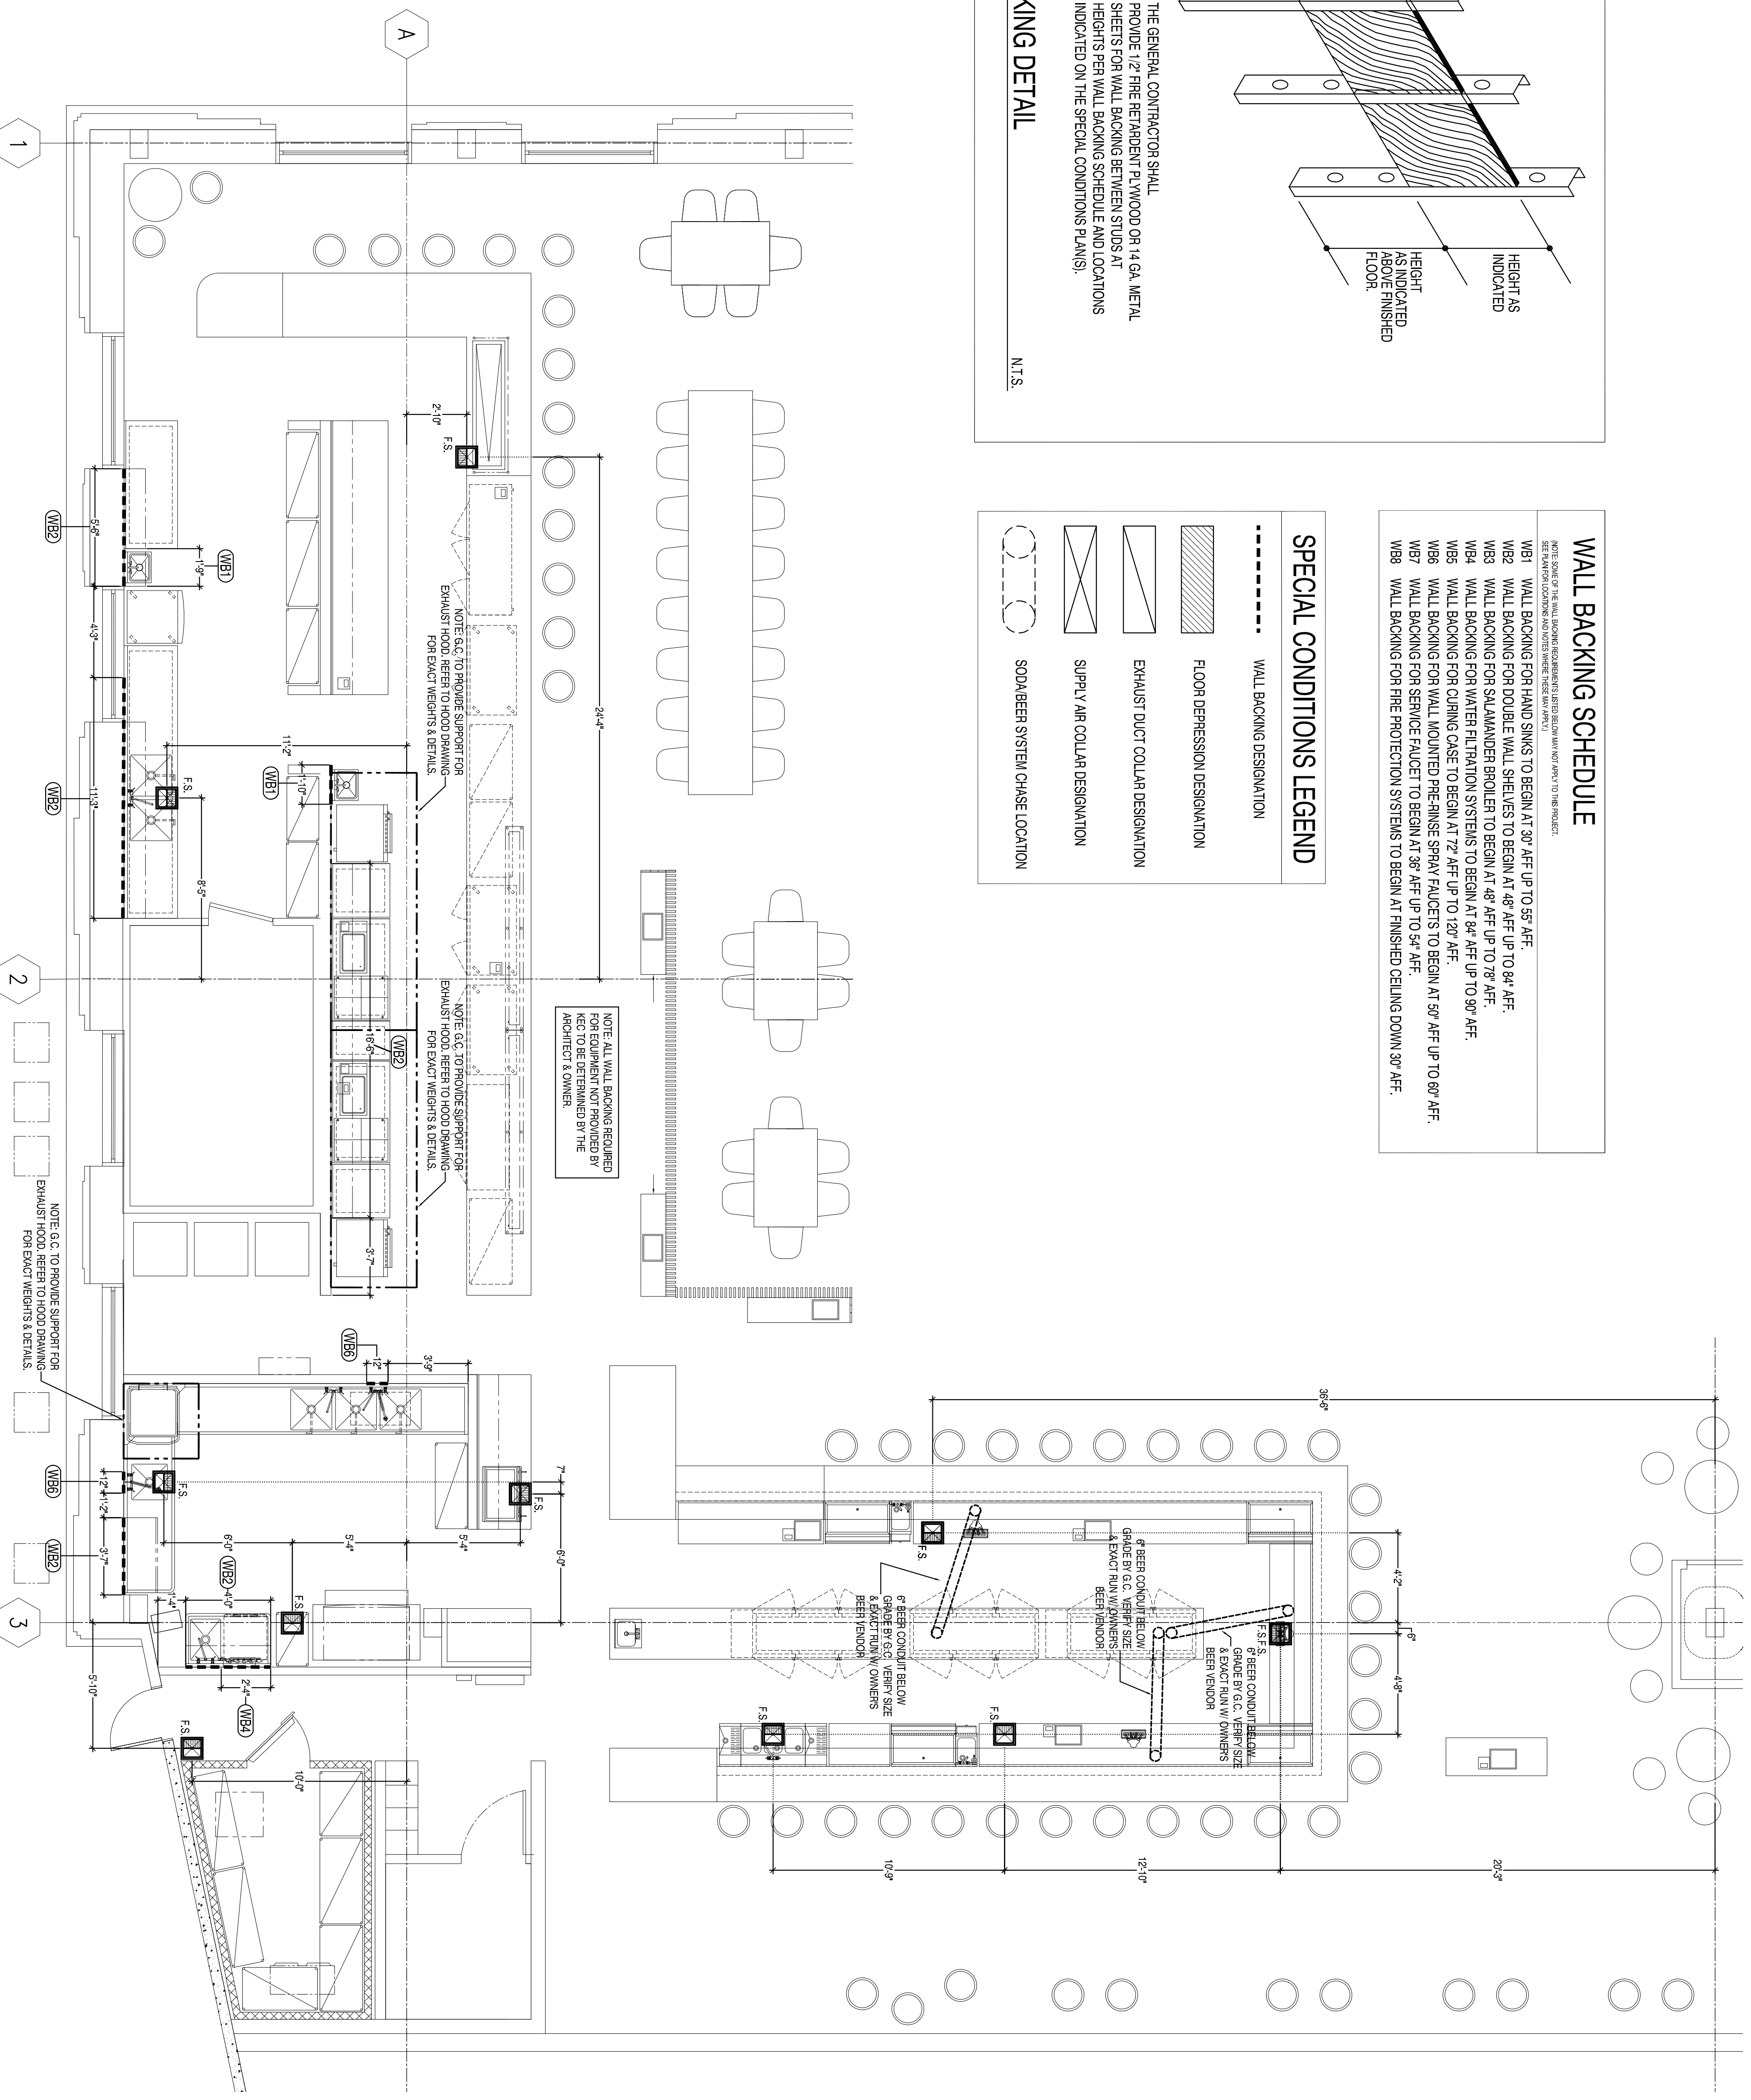 HEIGHT AS
INDICATED
HEIGHT
AS INDICATED
ABOVE FINISHED
FLOOR.
THE GENERAL CONTRACTOR SHALL
PROVIDE 1/2" FIRE RETARDENT PLYWOOD OR 14 GA. METAL
SHEETS FOR WALL BACKING BETWEEN STUDS AT
HEIGHTS PER WALL BACKING SCHEDULE AND LOCATIONS
INDICATED ON THE SPECIAL CONDITIONS PLAN(S).
KING DETAIL
N.T.S.
WALL BACKING SCHEDULE
(NOTE: SOME OF THE WALL BACKING REQUIREMENTS LISTED BELOW MAY NOT APPLY TO THIS PROJECT.
SEE PLAN FOR LOCATIONS AND NOTES WHERE THESE MAY APPLY.)
WB1 WALL BACKING FOR HAND SINKS TO BEGIN AT 30" AFF UP TO 55" AFF.
WB2 WALL BACKING FOR DOUBLE WALL SHELVES TO BEGIN AT 48" AFF UP TO 84" AFF.
WB3 WALL BACKING FOR SALAMANDER BROILER TO BEGIN AT 48" AFF UP TO 78" AFF.
WB4 WALL BACKING FOR WATER FILTRATION SYSTEMS TO BEGIN AT 84" AFF UP TO 90" AFF.
WB5 WALL BACKING FOR CURING CASE TO BEGIN AT 72" AFF UP TO 120" AFF.
WB6 WALL BACKING FOR WALL MOUNTED PRE-RINSE SPRAY FAUCETS TO BEGIN AT 50" AFF UP TO 60" AFF.
WB7 WALL BACKING FOR SERVICE FAUCET TO BEGIN AT 36" AFF UP TO 54" AFF.
WB8 WALL BACKING FOR FIRE PROTECTION SYSTEMS TO BEGIN AT FINISHED CEILING DOWN 30" AFF.
SPECIAL CONDITIONS LEGEND
WALL BACKING DESIGNATION
FLOOR DEPRESSION DESIGNATION
EXHAUST DUCT COLLAR DESIGNATION
SUPPLY AIR COLLAR DESIGNATION
SODA/BEER SYSTEM CHASE LOCATION
A
1
2
3
2'-10"
F.S.
24'-4"
WB2
5'-6"
1'-9"
WB1
4'-3"
WB2
11'-3"
F.S.
11'-2"
8'-5"
WB1
1'-10"
NOTE: G.C. TO PROVIDE SUPPORT FOR
EXHAUST HOOD. REFER TO HOOD DRAWING
FOR EXACT WEIGHTS & DETAILS.
NOTE: G.C. TO PROVIDE SUPPORT FOR
EXHAUST HOOD. REFER TO HOOD DRAWING
FOR EXACT WEIGHTS & DETAILS.
WB2
16'-6"
3'-7"
NOTE: ALL WALL BACKING REQUIRED
FOR EQUIPMENT NOT PROVIDED BY
KEC TO BE DETERMINED BY THE
ARCHITECT & OWNER.
NOTE: G.C. TO PROVIDE SUPPORT FOR
EXHAUST HOOD. REFER TO HOOD DRAWING
FOR EXACT WEIGHTS & DETAILS.
WB6
12"
3'-9"
WB6
12"
1'-2"
F.S.
WB2
3'-7"
7"
F.S.
6'-0"
5'-4"
5'-4"
6'-0"
WB2
4'-0"
1'-4"
F.S.
2'-4"
WB4
5'-10"
F.S.
10'-0"
36'-6"
F.S.
6" BEER CONDUIT BELOW
GRADE BY G.C. VERIFY SIZE
& EXACT RUN W/ OWNER'S
BEER VENDOR
6" BEER CONDUIT BELOW
GRADE BY G.C. VERIFY SIZE
& EXACT RUN W/ OWNER'S
BEER VENDOR
F.S.
F.S.
6" BEER CONDUIT BELOW
GRADE BY G.C. VERIFY SIZE
& EXACT RUN W/ OWNER'S
BEER VENDOR
4'-2"
6"
4'-8"
F.S.
F.S.
10'-9"
12'-10"
20'-3"